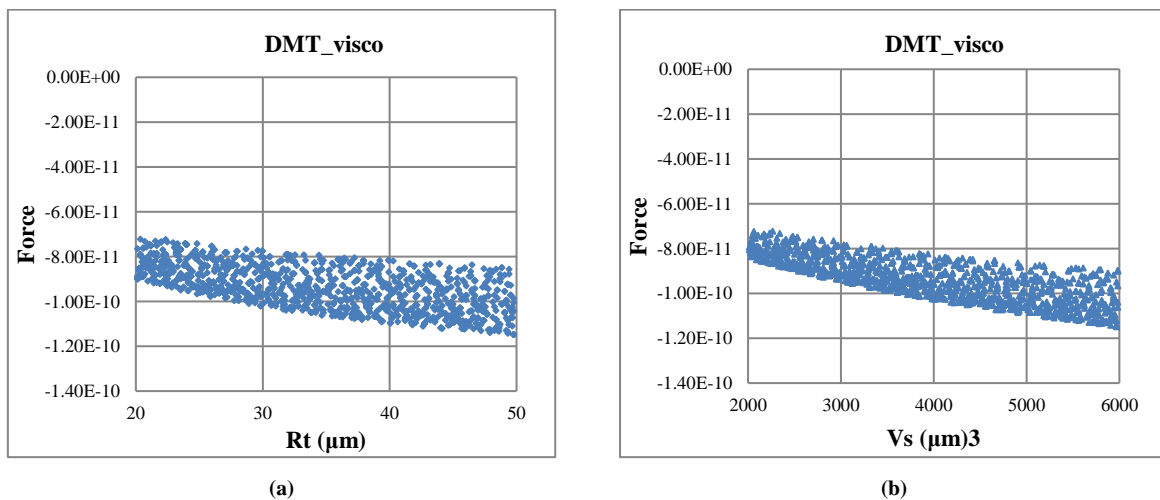 DMT_visco
0.00E+00
-2.00E-11
-4.00E-11
-6.00E-11
-8.00E-11
-1.00E-10
-1.20E-10
-1.40E-10
Force
20 30 40 50
Rt (μm)
(a)
DMT_visco
0.00E+00
-2.00E-11
-4.00E-11
-6.00E-11
-8.00E-11
-1.00E-10
-1.20E-10
-1.40E-10
Force
2000 3000 4000 5000 6000
Vs (μm)3
(b)